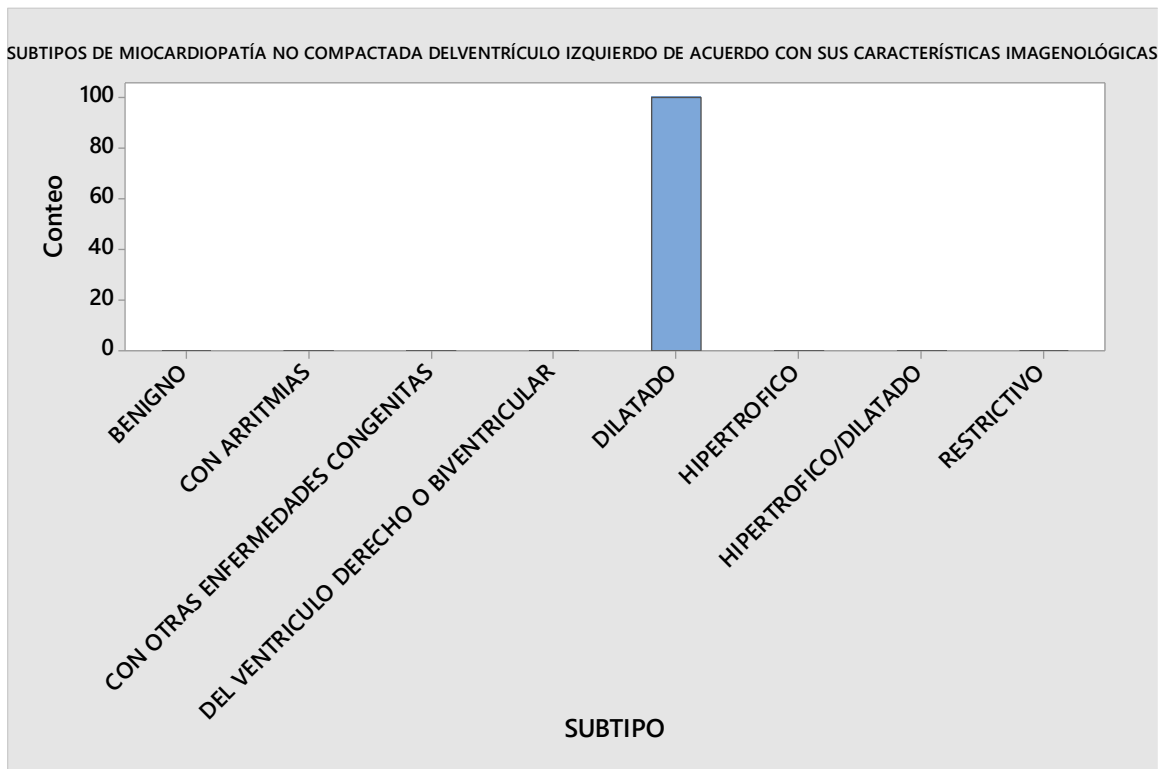 SUBTIPOS DE MIOCARDIOPATÍA NO COMPACTADA DELVENTRÍCULO IZQUIERDO DE ACUERDO CON SUS CARACTERÍSTICAS IMAGENOLÓGICAS
Conteo
100
80
60
40
20
0
BENIGNO
CON ARRITMIAS
CON OTRAS ENFERMEDADES CONGENITAS
DEL VENTRICULO DERECHO O BIVENTRICULAR
DILATADO
HIPERTROFICO
HIPERTROFICO/DILATADO
RESTRICTIVO
SUBTIPO